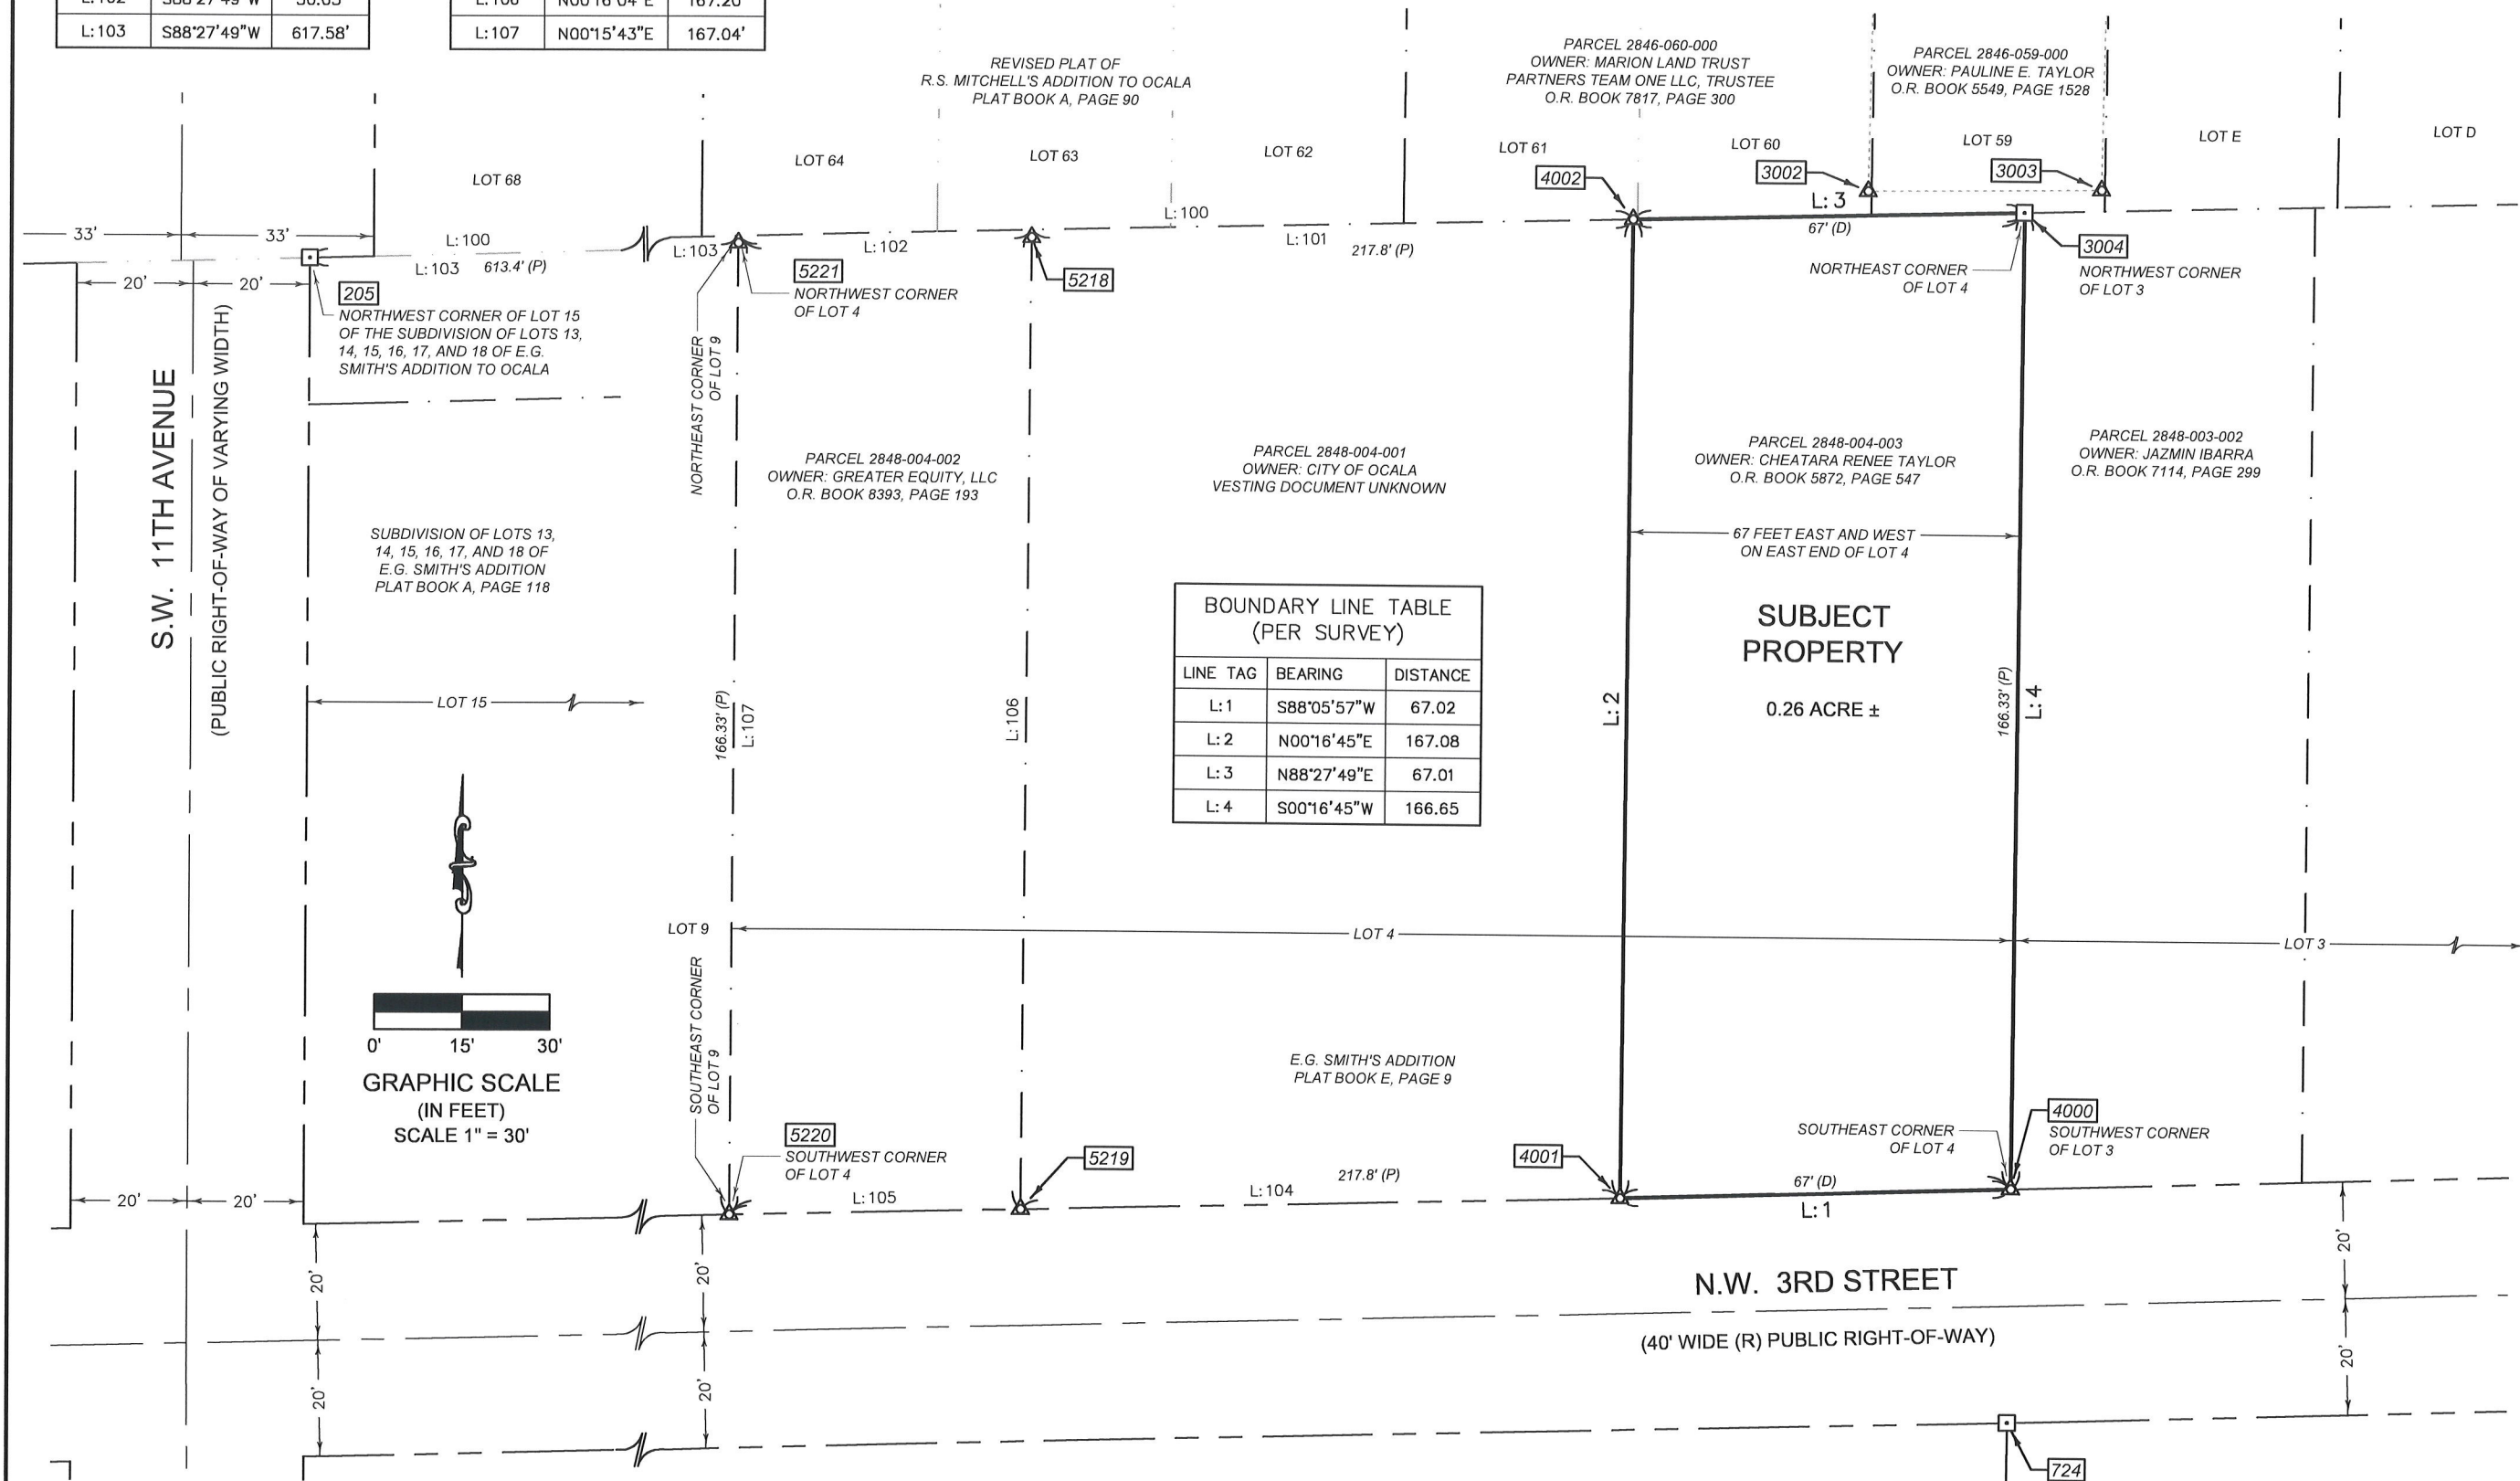 L:103 S88°27'49"W 617.58'
L:107 N00°15'43"E 167.04'
REVISED PLAT OF
R.S. MITCHELL'S ADDITION TO OCALA
PLAT BOOK A, PAGE 90
PARCEL 2846-060-000
OWNER: MARION LAND TRUST
PARTNERS TEAM ONE LLC, TRUSTEE
O.R. BOOK 7817, PAGE 300
PARCEL 2846-059-000
OWNER: PAULINE E. TAYLOR
O.R. BOOK 5549, PAGE 1528
LOT 68
LOT 64
LOT 63
LOT 62
LOT 61
LOT 60
LOT 59
LOT E
LOT D
4002
3002
3003
L:3
67' (D)
3004
33'
33'
L:100
L:103 613.4' (P)
L:103
L:102
L:100
L:101
217.8' (P)
20'
20'
205
NORTHWEST CORNER OF LOT 15
OF THE SUBDIVISION OF LOTS 13,
14, 15, 16, 17, AND 18 OF E.G.
SMITH'S ADDITION TO OCALA
5221
NORTHWEST CORNER
OF LOT 4
5218
NORTHEAST CORNER
OF LOT 4
NORTHWEST CORNER
OF LOT 3
NORTHEAST CORNER
OF LOT 9
S.W. 11TH AVENUE
(PUBLIC RIGHT-OF-WAY OF VARYING WIDTH)
PARCEL 2848-004-002
OWNER: GREATER EQUITY, LLC
O.R. BOOK 8393, PAGE 193
PARCEL 2848-004-001
OWNER: CITY OF OCALA
VESTING DOCUMENT UNKNOWN
PARCEL 2848-004-003
OWNER: CHEATARA RENEE TAYLOR
O.R. BOOK 5872, PAGE 547
PARCEL 2848-003-002
OWNER: JAZMIN IBARRA
O.R. BOOK 7114, PAGE 299
SUBDIVISION OF LOTS 13,
14, 15, 16, 17, AND 18 OF
E.G. SMITH'S ADDITION
PLAT BOOK A, PAGE 118
67 FEET EAST AND WEST
ON EAST END OF LOT 4
SUBJECT
PROPERTY
0.26 ACRE ±
BOUNDARY LINE TABLE
(PER SURVEY)
LINE TAG BEARING DISTANCE
L:1 S88°05'57"W 67.02
L:2 N00°16'45"E 167.08
L:3 N88°27'49"E 67.01
L:4 S00°16'45"W 166.65
LOT 15
166.33' (P)
L:107
L:106
L:2
166.33' (P)
L:4
LOT 9
LOT 4
LOT 3
0' 15' 30'
GRAPHIC SCALE
(IN FEET)
SCALE 1" = 30'
SOUTHEAST CORNER
OF LOT 9
E.G. SMITH'S ADDITION
PLAT BOOK E, PAGE 9
5220
SOUTHWEST CORNER
OF LOT 4
5219
4001
SOUTHEAST CORNER
OF LOT 4
4000
SOUTHWEST CORNER
OF LOT 3
20'
20'
L:105
L:104
217.8' (P)
67' (D)
L:1
20'
20'
20'
N.W. 3RD STREET
(40' WIDE (R) PUBLIC RIGHT-OF-WAY)
20'
20'
20'
724